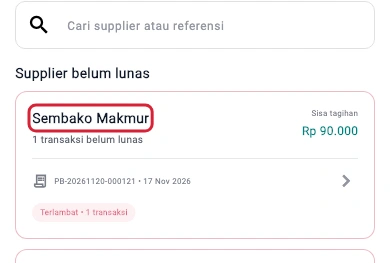 Cari supplier atau referensi
Supplier belum lunas
Sembako Makmur
1 transaksi belum lunas
Sisa tagihan
Rp 90.000
PB-20261120-000121 • 17 Nov 2026
Terlambat • 1 transaksi